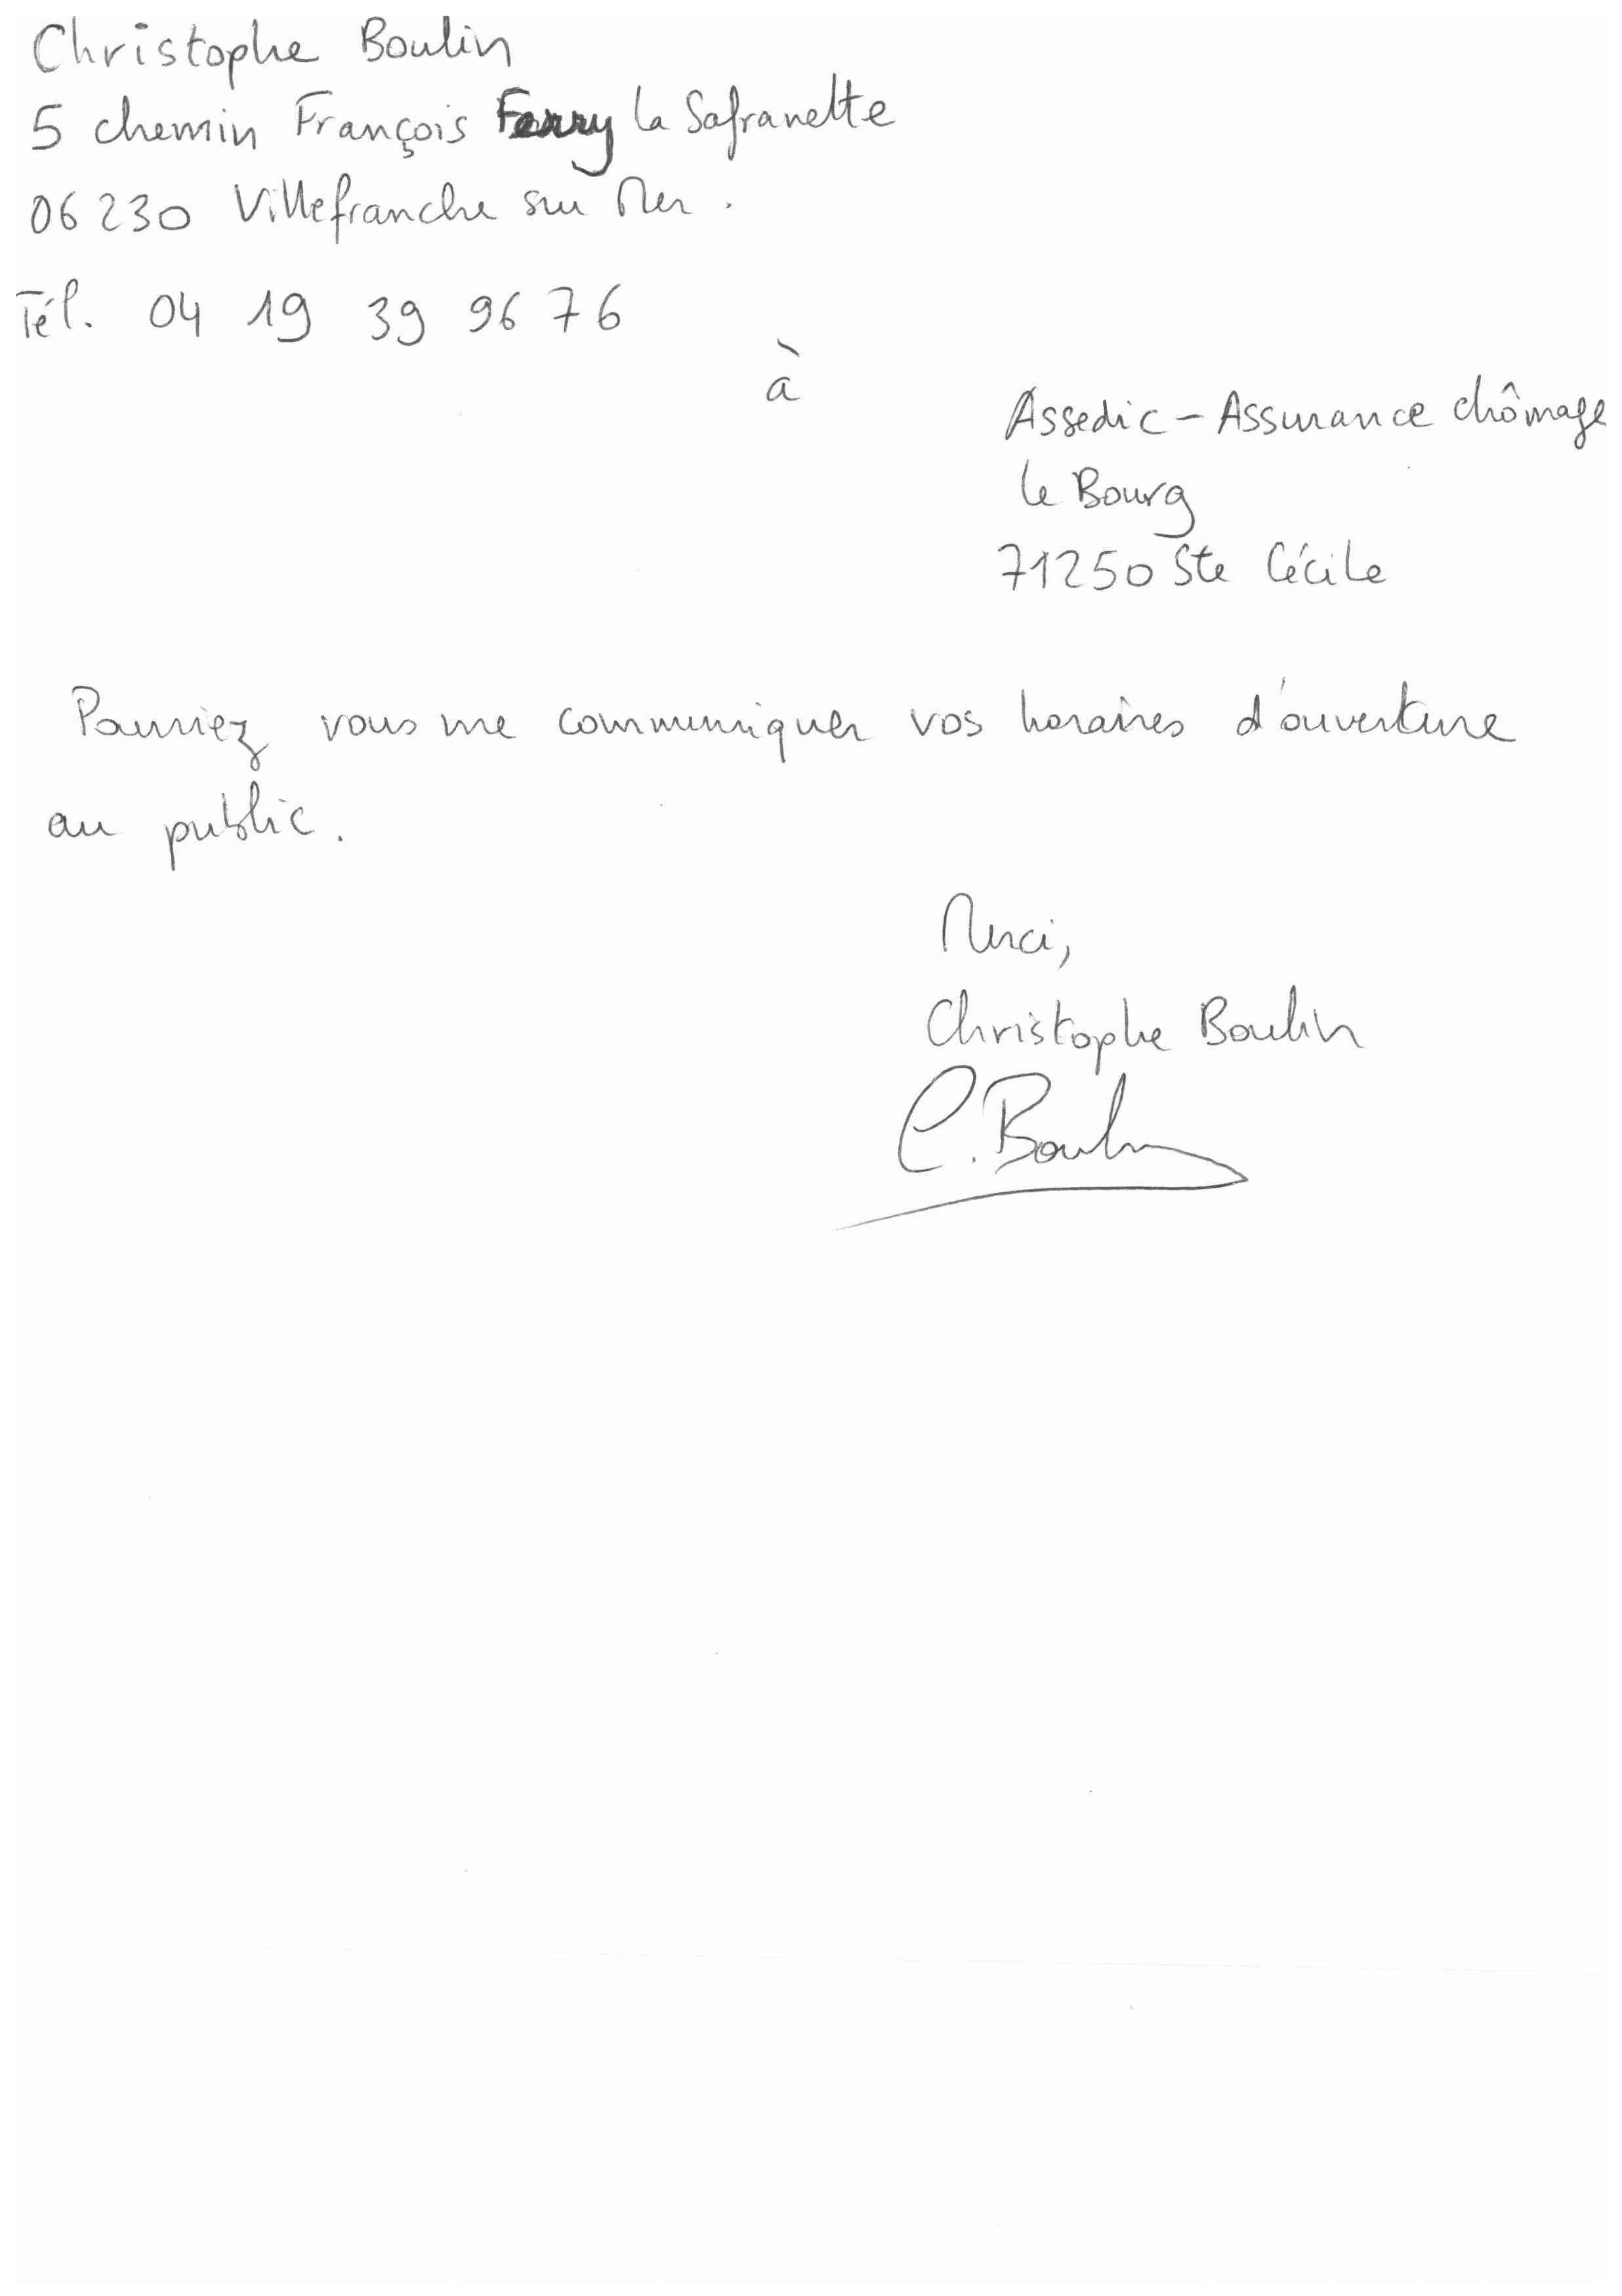 Christophe Boulin
5 chemin François Ferry la Safranette
06230 Villefranche sur Mer.
Tél. 04 19 39 96 76
à
Assedic - Assurance chômage
le Bourg
71250 Ste Cécile
Pourriez vous me communiquer vos horaires d'ouverture
au public.
Merci,
Christophe Boulin
C. Boulin